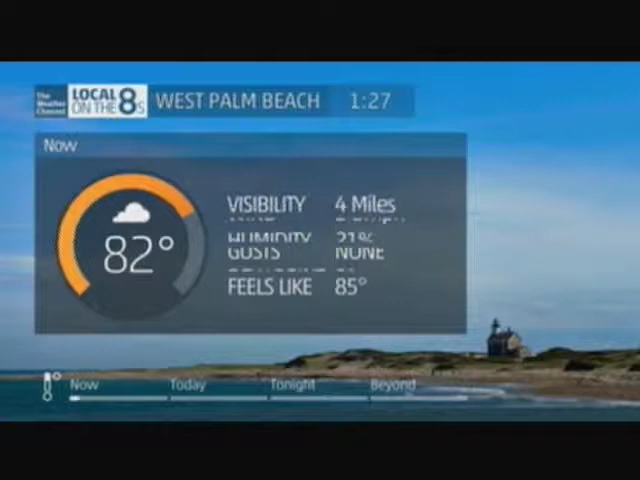 The Weather Channel
LOCAL ON THE 8s WEST PALM BEACH 1:27
Now
82°
VISIBILITY 4 Miles
HUMIDITY
GUSTS NONE
FEELS LIKE 85°
Now Today Tonight Beyond